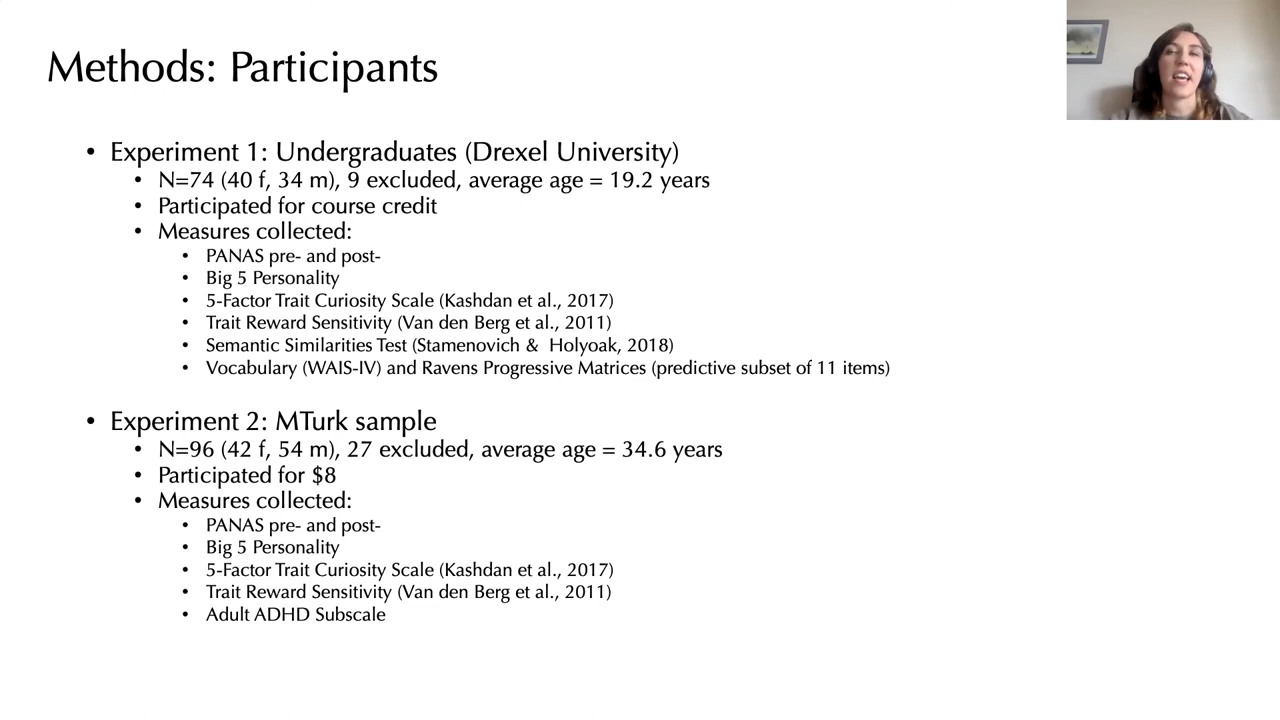 Methods: Participants
• Experiment 1: Undergraduates (Drexel University)
• N=74 (40 f, 34 m), 9 excluded, average age = 19.2 years
• Participated for course credit
• Measures collected:
• PANAS pre- and post-
• Big 5 Personality
• 5-Factor Trait Curiosity Scale (Kashdan et al., 2017)
• Trait Reward Sensitivity (Van den Berg et al., 2011)
• Semantic Similarities Test (Stamenovich & Holyoak, 2018)
• Vocabulary (WAIS-IV) and Ravens Progressive Matrices (predictive subset of 11 items)
• Experiment 2: MTurk sample
• N=96 (42 f, 54 m), 27 excluded, average age = 34.6 years
• Participated for $8
• Measures collected:
• PANAS pre- and post-
• Big 5 Personality
• 5-Factor Trait Curiosity Scale (Kashdan et al., 2017)
• Trait Reward Sensitivity (Van den Berg et al., 2011)
• Adult ADHD Subscale